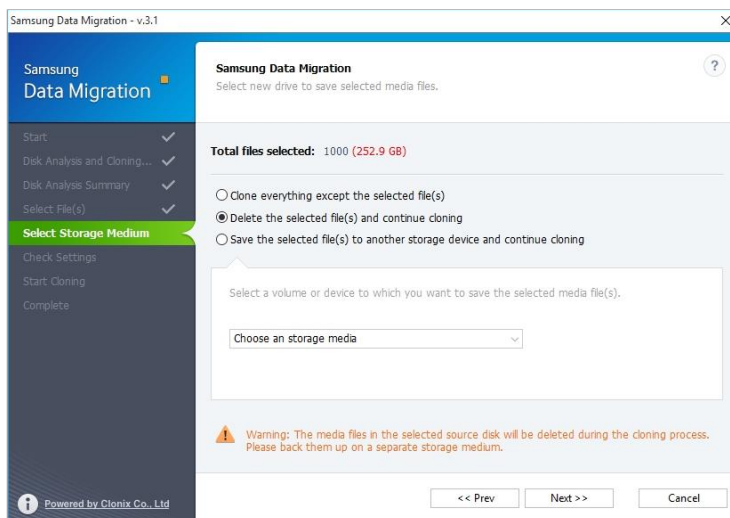 Samsung Data Migration - v.3.1
Samsung
Data Migration
Start
Disk Analysis and Cloning...
Disk Analysis Summary
Select File(s)
Select Storage Medium
Check Settings
Start Cloning
Complete
Powered by Clonix Co., Ltd
Samsung Data Migration
Select new drive to save selected media files.
?
Total files selected: 1000 (252.9 GB)
Clone everything except the selected file(s)
Delete the selected file(s) and continue cloning
Save the selected file(s) to another storage device and continue cloning
Select a volume or device to which you want to save the selected media file(s).
Choose an storage media
Warning: The media files in the selected source disk will be deleted during the cloning process.
Please back them up on a separate storage medium.
<< Prev
Next >>
Cancel